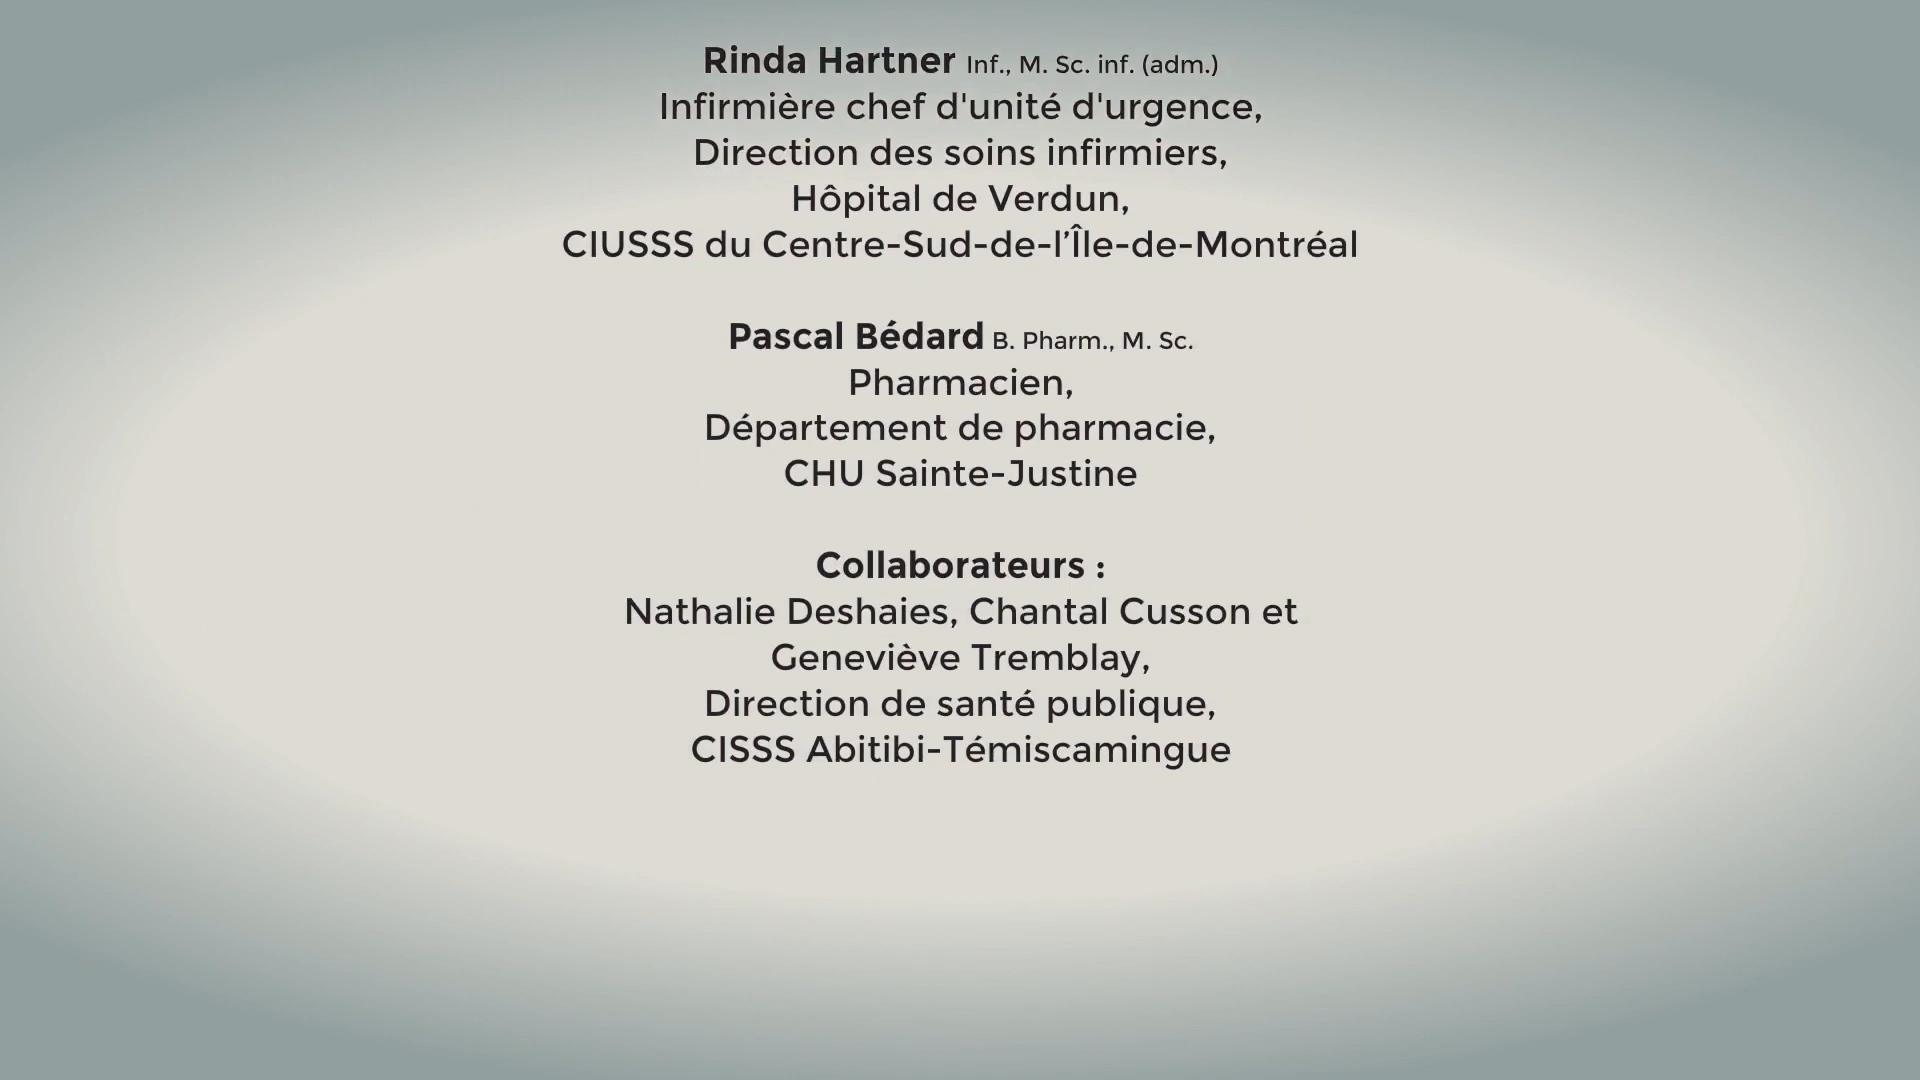 Rinda Hartner Inf., M. Sc. inf. (adm.)
Infirmière chef d'unité d'urgence,
Direction des soins infirmiers,
Hôpital de Verdun,
CIUSSS du Centre-Sud-de-l’Île-de-Montréal
Pascal Bédard B. Pharm., M. Sc.
Pharmacien,
Département de pharmacie,
CHU Sainte-Justine
Collaborateurs :
Nathalie Deshaies, Chantal Cusson et
Geneviève Tremblay,
Direction de santé publique,
CISSS Abitibi-Témiscamingue